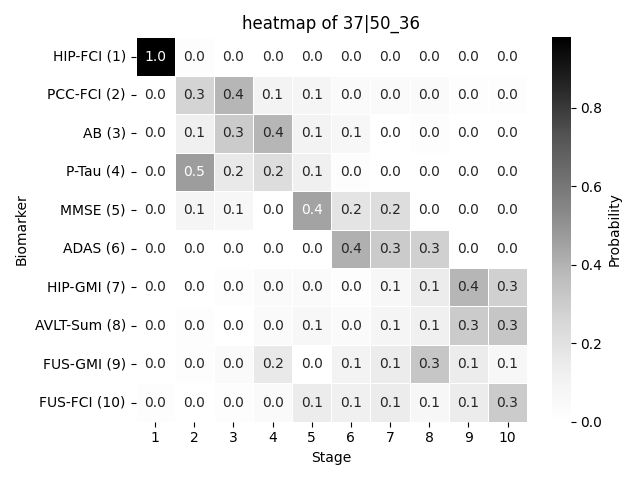 heatmap of 37|50_36
HIP-FCI (1) 1.0 0.0 0.0 0.0 0.0 0.0 0.0 0.0 0.0 0.0
PCC-FCI (2) 0.0 0.3 0.4 0.1 0.1 0.0 0.0 0.0 0.0 0.0
AB (3) 0.0 0.1 0.3 0.4 0.1 0.1 0.0 0.0 0.0 0.0
P-Tau (4) 0.0 0.5 0.2 0.2 0.1 0.0 0.0 0.0 0.0 0.0
MMSE (5) 0.0 0.1 0.1 0.0 0.4 0.2 0.2 0.0 0.0 0.0
ADAS (6) 0.0 0.0 0.0 0.0 0.0 0.4 0.3 0.3 0.0 0.0
HIP-GMI (7) 0.0 0.0 0.0 0.0 0.0 0.0 0.1 0.1 0.4 0.3
AVLT-Sum (8) 0.0 0.0 0.0 0.0 0.1 0.0 0.1 0.1 0.3 0.3
FUS-GMI (9) 0.0 0.0 0.0 0.2 0.0 0.1 0.1 0.3 0.1 0.1
FUS-FCI (10) 0.0 0.0 0.0 0.0 0.1 0.1 0.1 0.1 0.1 0.3
1 2 3 4 5 6 7 8 9 10
Stage
Biomarker
0.8
0.6
0.4
0.2
0.0
Probability